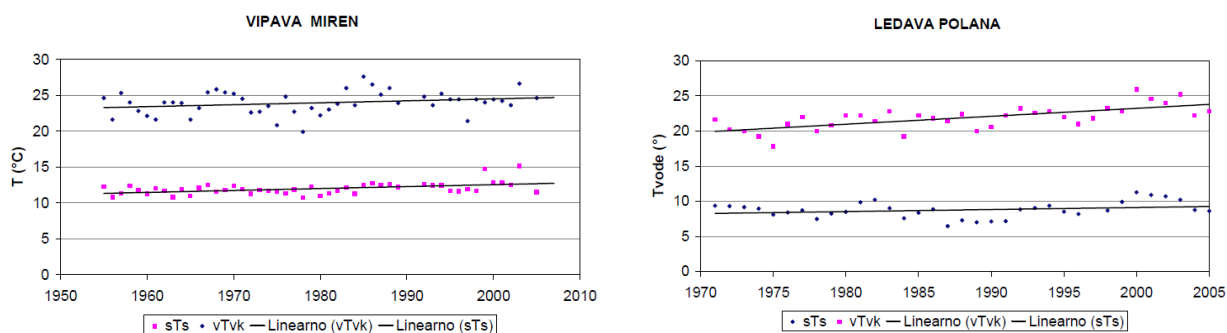 VIPAVA MIREN
30
25
20
15
10
5
0
T (°C)
1950 1960 1970 1980 1990 2000 2010
sTs vTvk Linearno (vTvk) Linearno (sTs)
LEDAVA POLANA
30
25
20
15
10
5
0
Tvode (°)
1970 1975 1980 1985 1990 1995 2000 2005
sTs vTvk Linearno (vTvk) Linearno (sTs)